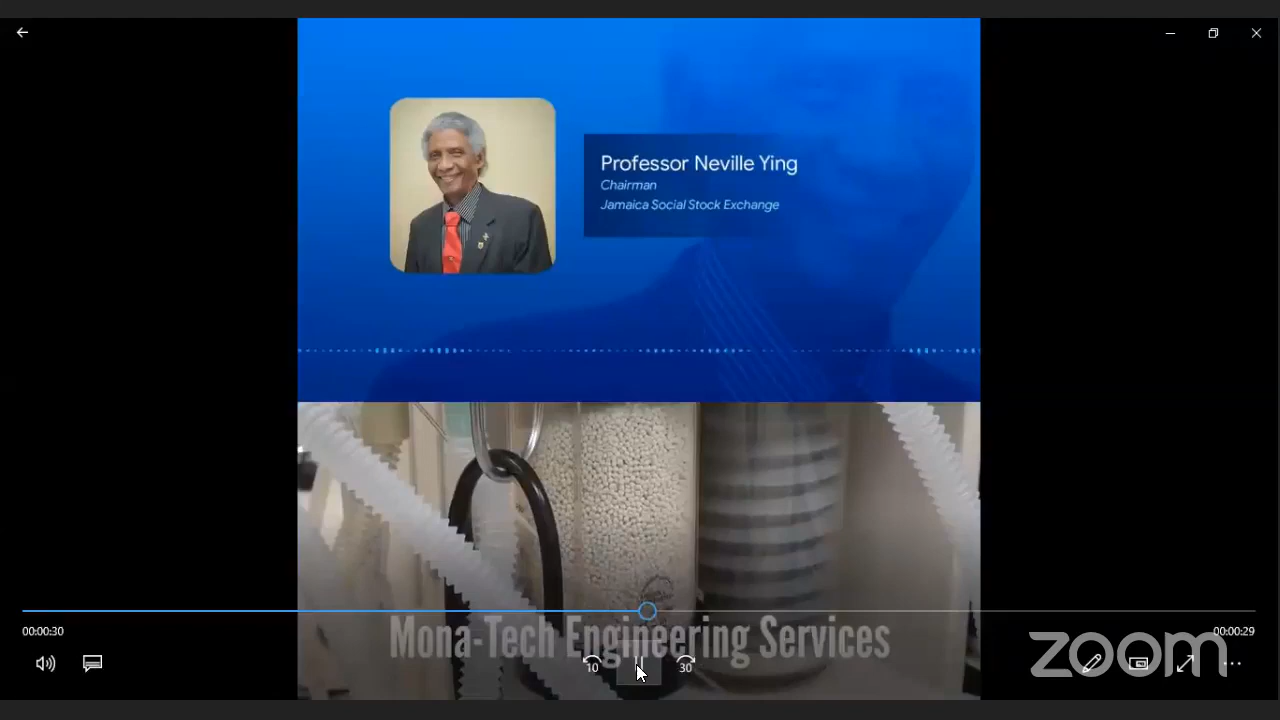 Professor Neville Ying
Chairman
Jamaica Social Stock Exchange
Mona-Tech Engineering Services
00:00:30
00:00:29
10
30
zoom